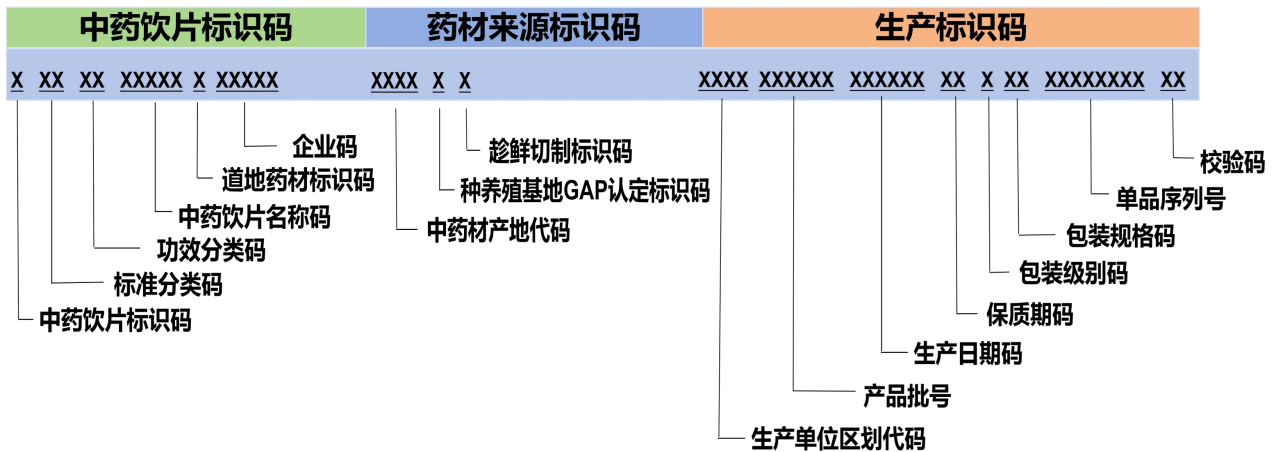 中药饮片标识码 药材来源标识码 生产标识码
X XX XX XXXXX X XXXXX XXXX X X XXXX XXXXXX XXXXXX XX X XX XXXXXXXX XX
企业码
道地药材标识码
中药饮片名称码
功效分类码
标准分类码
中药饮片标识码
趁鲜切制标识码
种养殖基地GAP认定标识码
中药材产地代码
校验码
单品序列号
包装规格码
包装级别码
保质期码
生产日期码
产品批号
生产单位区划代码